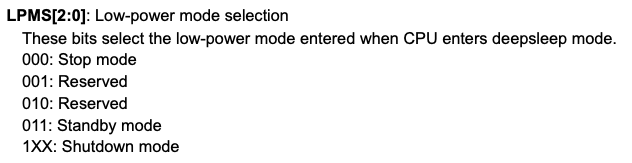 LPMS[2:0]: Low-power mode selection
These bits select the low-power mode entered when CPU enters deepsleep mode.
000: Stop mode
001: Reserved
010: Reserved
011: Standby mode
1XX: Shutdown mode